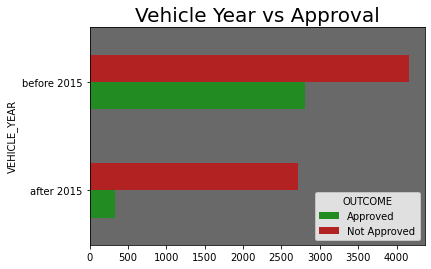 Vehicle Year vs Approval
VEHICLE_YEAR
before 2015
after 2015
OUTCOME
Approved
Not Approved
0 500 1000 1500 2000 2500 3000 3500 4000